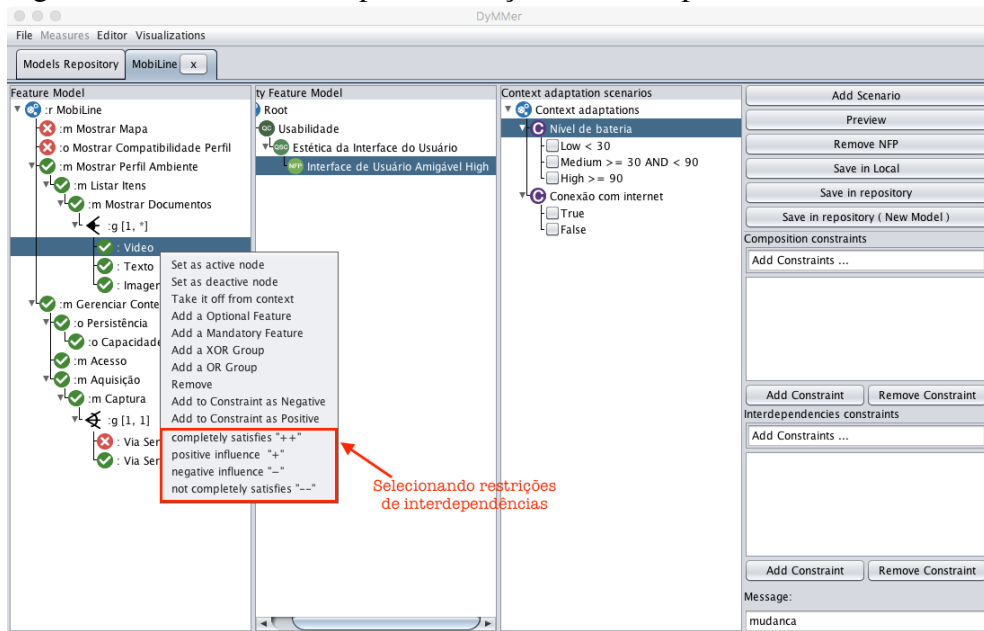 DyMMer
File Measures Editor Visualizations
Models Repository MobiLine x
Feature Model
:r MobiLine
:m Mostrar Mapa
:o Mostrar Compatibilidade Perfil
:m Mostrar Perfil Ambiente
:m Listar Itens
:m Mostrar Documentos
:g [1, *]
: Video
: Texto
: Imagen
:m Gerenciar Conte
:o Persistência
:o Capacidade
:m Acesso
:m Aquisição
:m Captura
:g [1, 1]
: Via Ser
: Via Ser
Set as active node
Set as deactive node
Take it off from context
Add a Optional Feature
Add a Mandatory Feature
Add a XOR Group
Add a OR Group
Remove
Add to Constraint as Negative
Add to Constraint as Positive
completely satisfies "++"
positive influence "+"
negative influence "–"
not completely satisfies "--"
Selecionando restrições
de interdependências
ty Feature Model
Root
QC Usabilidade
QSC Estética da Interface do Usuário
NFP Interface de Usuário Amigável High
Context adaptation scenarios
Context adaptations
C Nível de bateria
Low < 30
Medium >= 30 AND < 90
High >= 90
C Conexão com internet
True
False
Add Scenario
Preview
Remove NFP
Save in Local
Save in repository
Save in repository ( New Model )
Composition constraints
Add Constraints ...
Add Constraint Remove Constraint
Interdependencies constraints
Add Constraints ...
Add Constraint Remove Constraint
Message:
mudanca